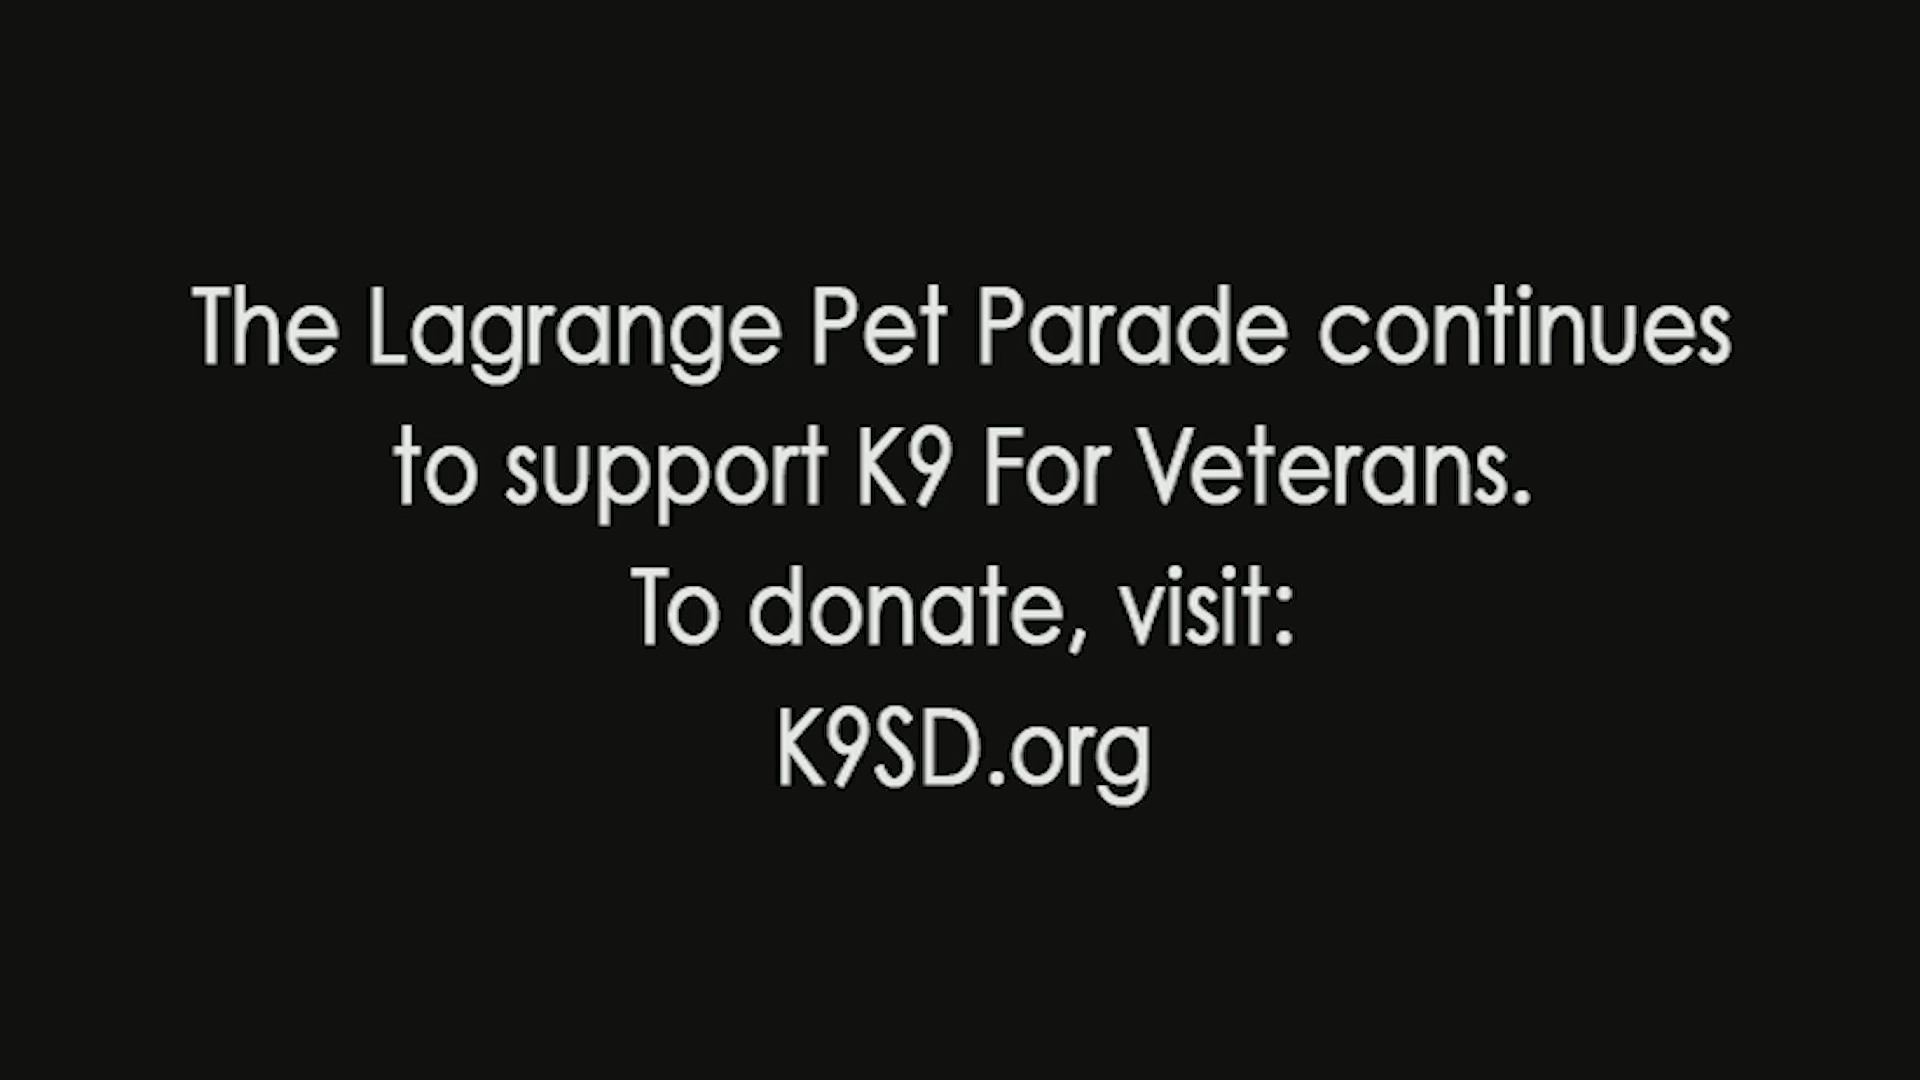 The Lagrange Pet Parade continues
to support K9 For Veterans.
To donate, visit:
K9SD.org